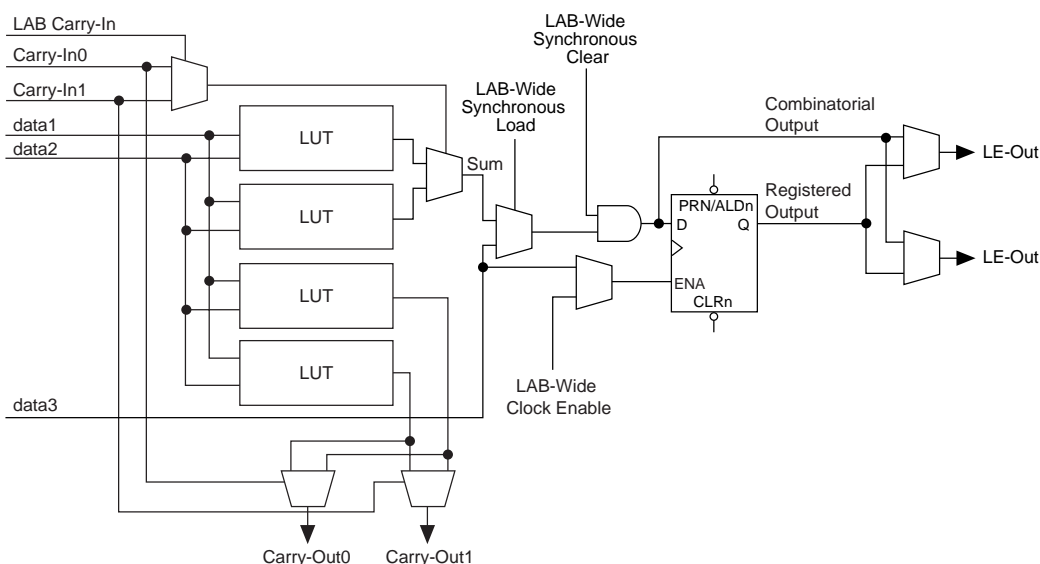 LAB Carry-In
Carry-In0
Carry-In1
data1
data2
LUT
LUT
LUT
LUT
data3
Carry-Out0
Carry-Out1
Sum
LAB-Wide
Synchronous
Load
LAB-Wide
Synchronous
Clear
LAB-Wide
Clock Enable
PRN/ALDn
D
Q
ENA
CLRn
Combinatorial
Output
Registered
Output
LE-Out
LE-Out